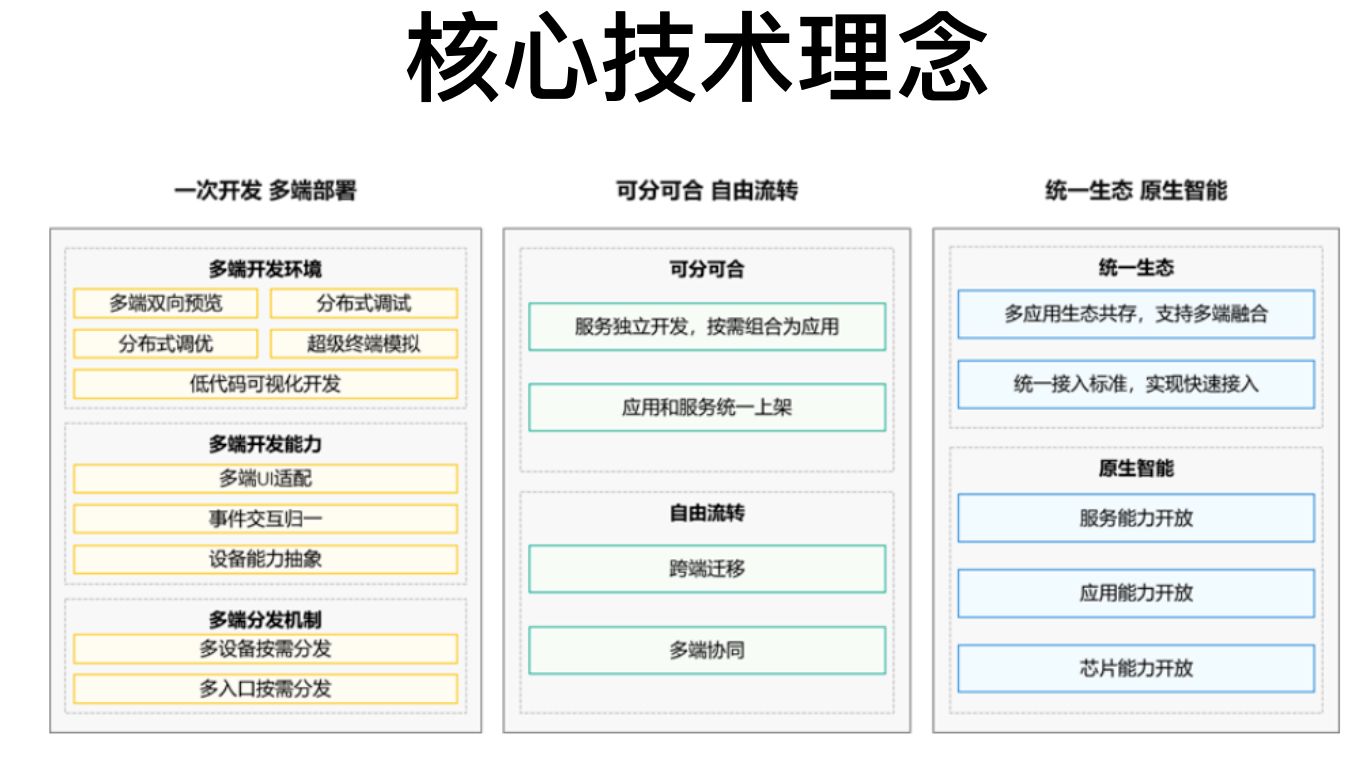 核心技术理念
一次开发 多端部署
多端开发环境
多端双向预览
分布式调试
分布式调优
超级终端模拟
低代码可视化开发
多端开发能力
多端UI适配
事件交互归一
设备能力抽象
多端分发机制
多设备按需分发
多入口按需分发
可分可合 自由流转
可分可合
服务独立开发，按需组合为应用
应用和服务统一上架
自由流转
跨端迁移
多端协同
统一生态 原生智能
统一生态
多应用生态共存，支持多端融合
统一接入标准，实现快速接入
原生智能
服务能力开放
应用能力开放
芯片能力开放